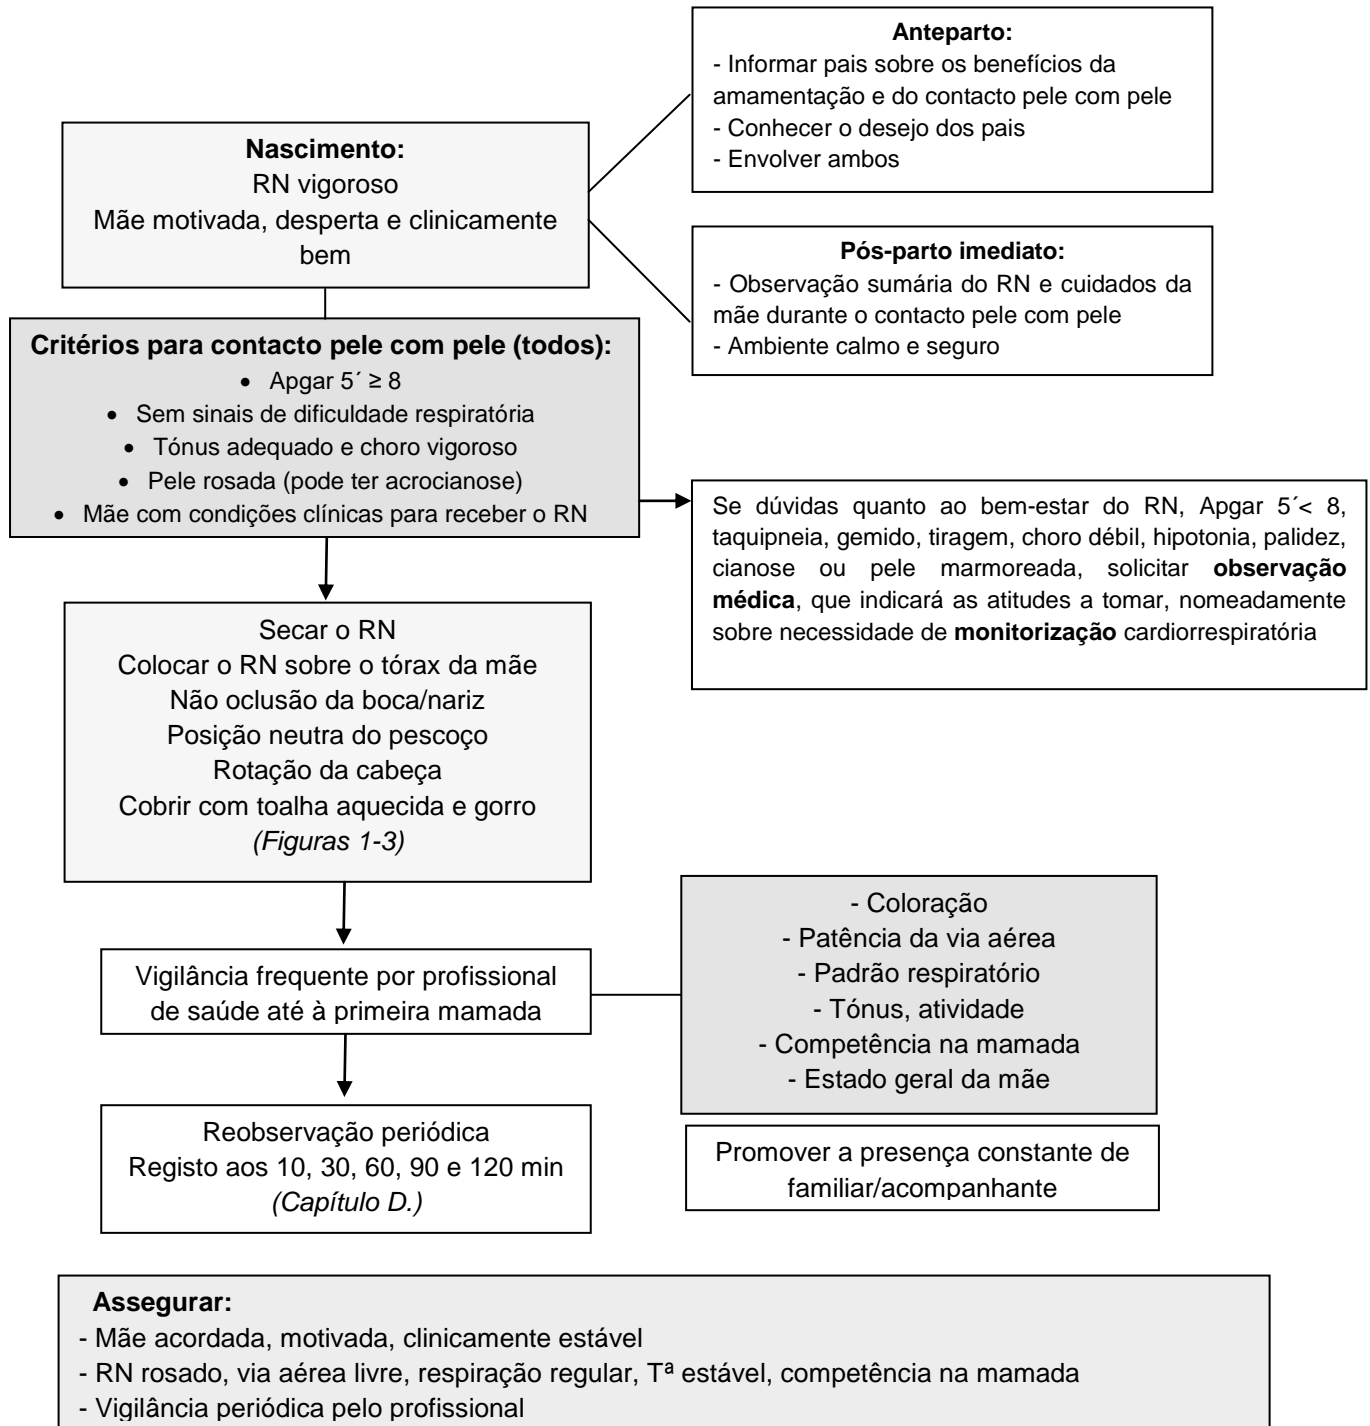 Anteparto:
- Informar pais sobre os benefícios da
amamentação e do contacto pele com pele
- Conhecer o desejo dos pais
- Envolver ambos
Nascimento:
RN vigoroso
Mãe motivada, desperta e clinicamente
bem
Pós-parto imediato:
- Observação sumária do RN e cuidados da
mãe durante o contacto pele com pele
- Ambiente calmo e seguro
Critérios para contacto pele com pele (todos):
• Apgar 5´ ≥ 8
• Sem sinais de dificuldade respiratória
• Tónus adequado e choro vigoroso
• Pele rosada (pode ter acrocianose)
• Mãe com condições clínicas para receber o RN
Se dúvidas quanto ao bem-estar do RN, Apgar 5´< 8,
taquipneia, gemido, tiragem, choro débil, hipotonia, palidez,
cianose ou pele marmoreada, solicitar observação
médica, que indicará as atitudes a tomar, nomeadamente
sobre necessidade de monitorização cardiorrespiratória
Secar o RN
Colocar o RN sobre o tórax da mãe
Não oclusão da boca/nariz
Posição neutra do pescoço
Rotação da cabeça
Cobrir com toalha aquecida e gorro
(Figuras 1-3)
Vigilância frequente por profissional
de saúde até à primeira mamada
- Coloração
- Patência da via aérea
- Padrão respiratório
- Tónus, atividade
- Competência na mamada
- Estado geral da mãe
Reobservação periódica
Registo aos 10, 30, 60, 90 e 120 min
(Capítulo D.)
Promover a presença constante de
familiar/acompanhante
Assegurar:
- Mãe acordada, motivada, clinicamente estável
- RN rosado, via aérea livre, respiração regular, Tª estável, competência na mamada
- Vigilância periódica pelo profissional